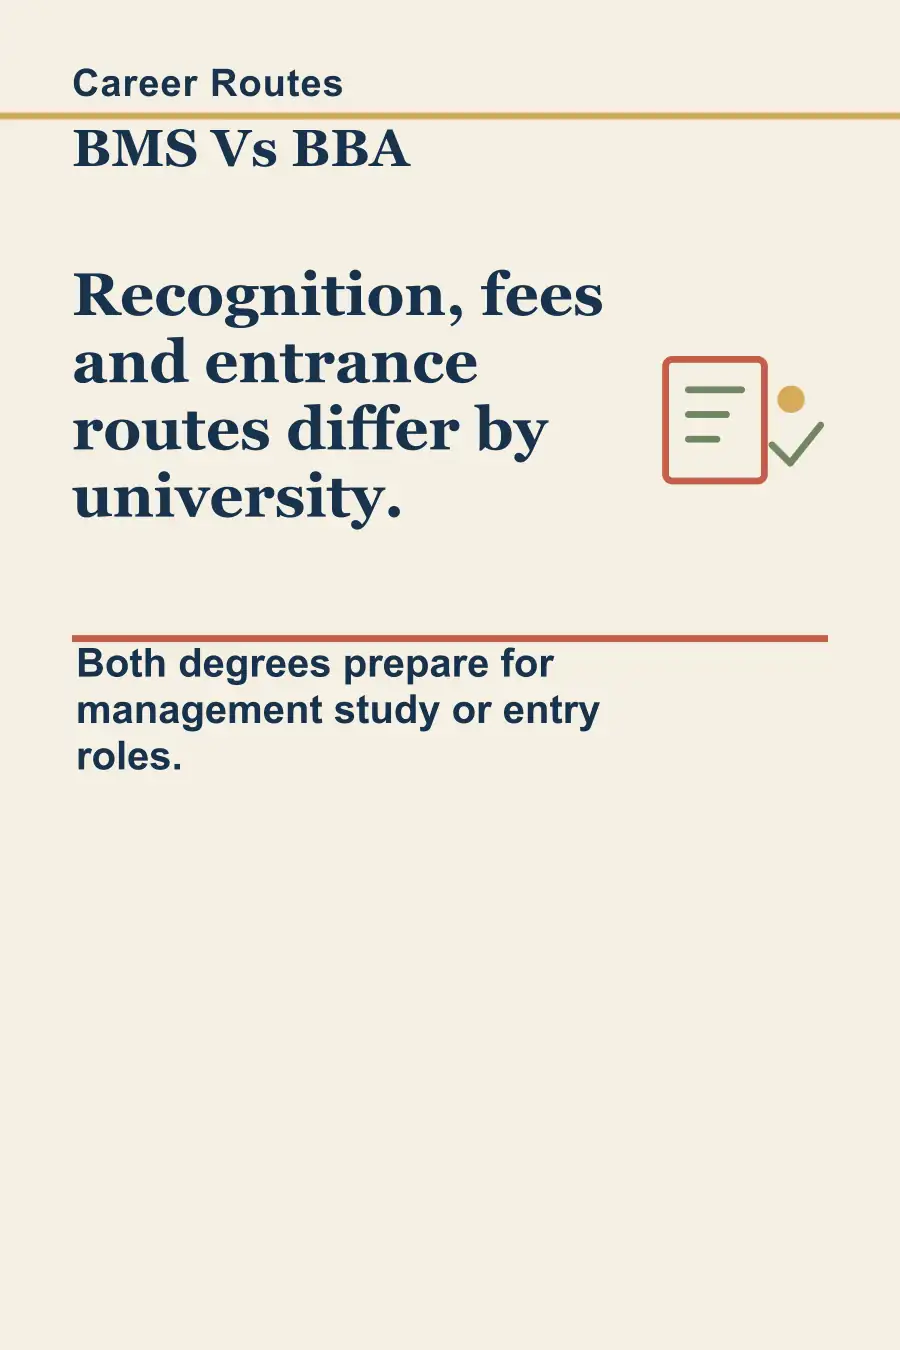 Career Routes
BMS Vs BBA
Recognition, fees
and entrance
routes differ by
university.
Both degrees prepare for
management study or entry
roles.